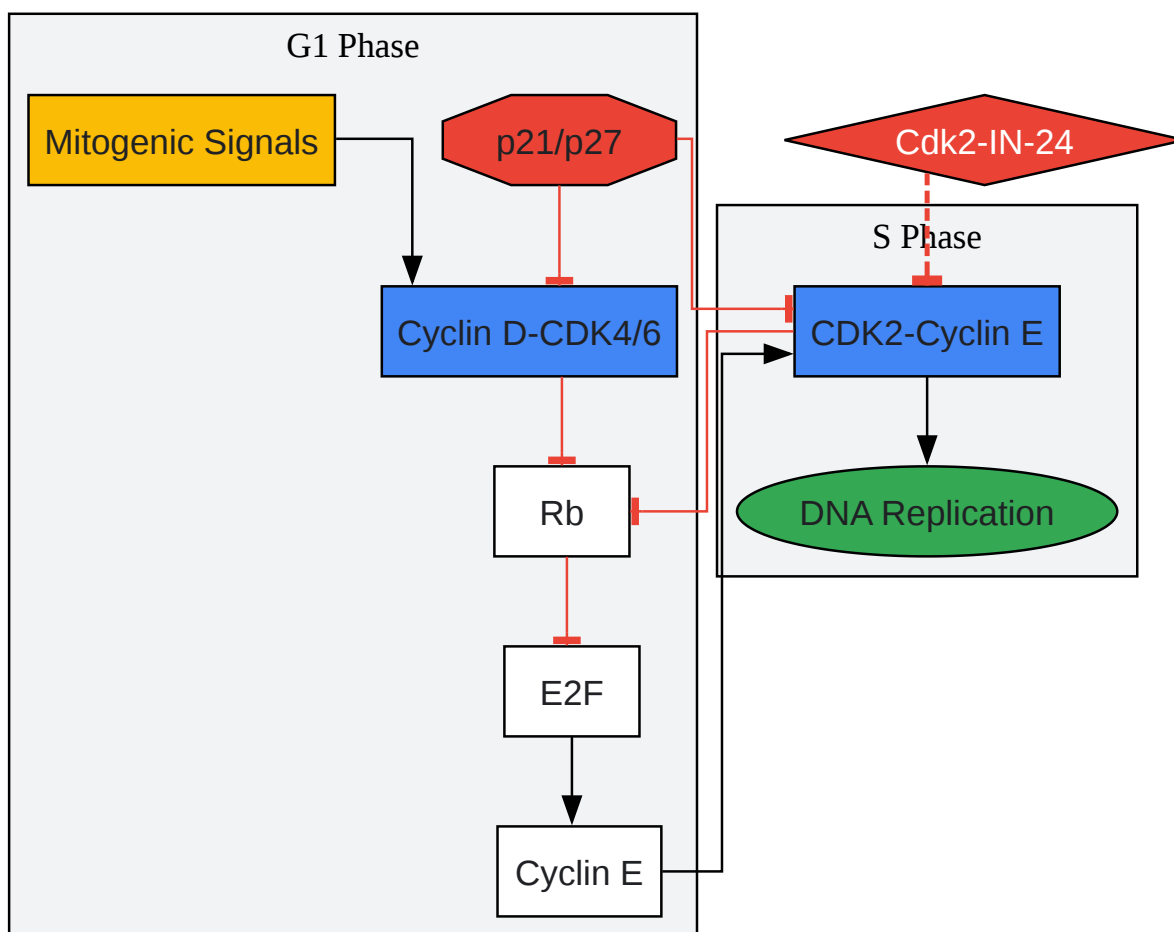 G1 Phase
Mitogenic Signals
p21/p27
Cdk2-IN-24
S Phase
Cyclin D-CDK4/6
CDK2-Cyclin E
Rb
DNA Replication
E2F
Cyclin E